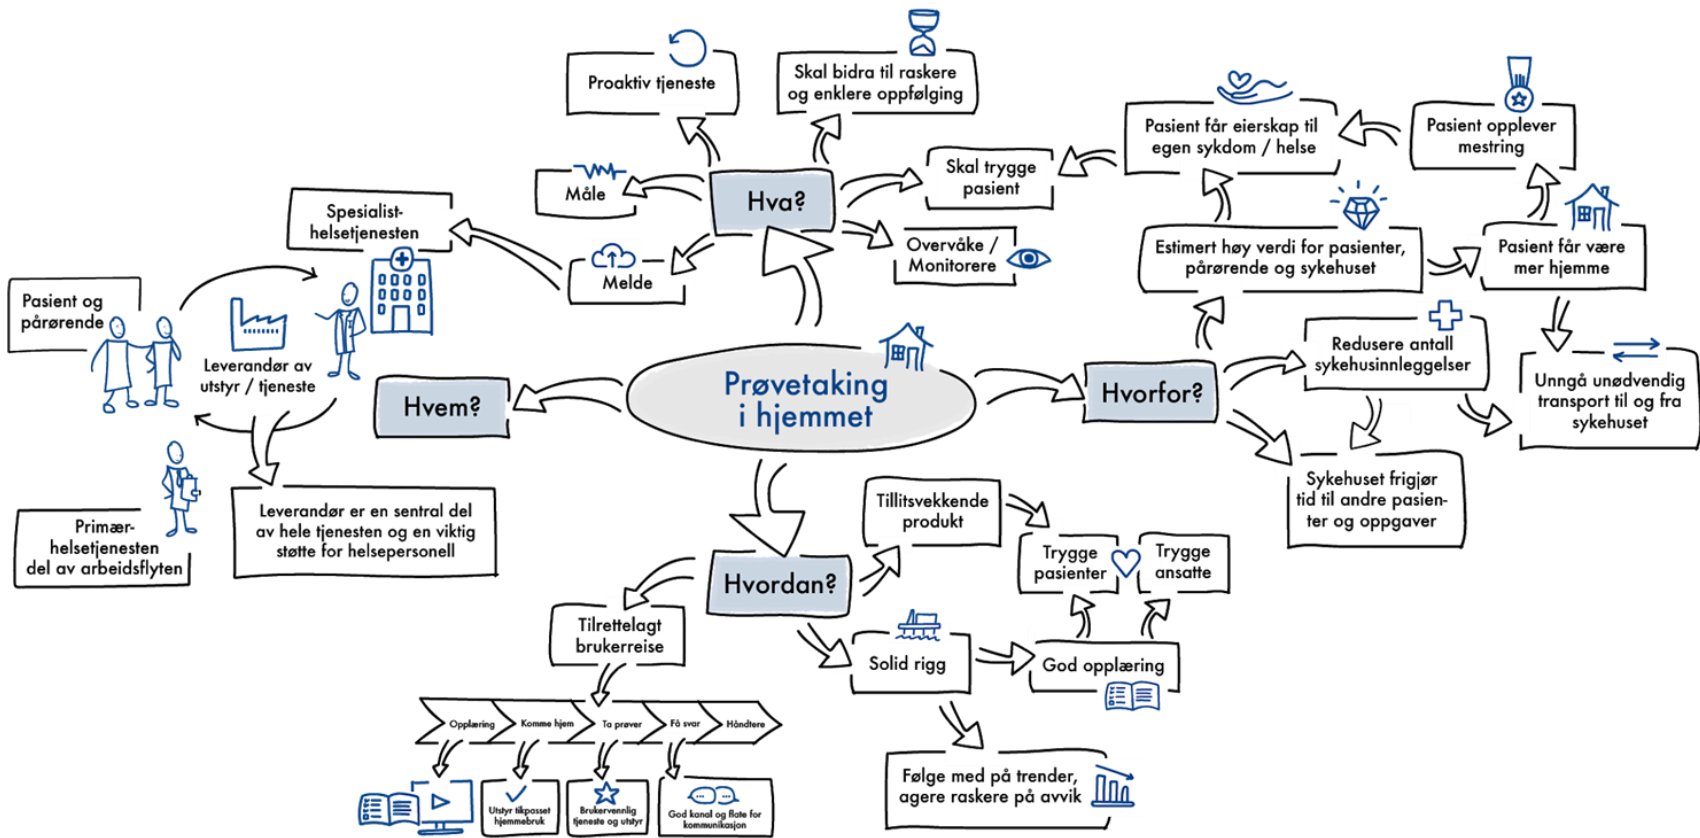 Proaktiv tjeneste
Skal bidra til raskere
og enklere oppfølging
Måle
Hva?
Skal trygge
pasient
Melde
Overvåke /
Monitorere
Spesialist-
helsetjenesten
Pasient og
pårørende
Leverandør av
utstyr / tjeneste
Hvem?
Primær-
helsetjenesten
del av arbeidsflyten
Leverandør er en sentral del
av hele tjenesten og en viktig
støtte for helsepersonell
Prøvetaking
i hjemmet
Pasient får eierskap til
egen sykdom / helse
Pasient opplever
mestring
Estimert høy verdi for pasienter,
pårørende og sykehuset
Pasient får være
mer hjemme
Hvorfor?
Redusere antall
sykehusinnleggelser
Unngå unødvendig
transport til og fra
sykehuset
Sykehuset frigjør
tid til andre pasien-
ter og oppgaver
Hvordan?
Tillitsvekkende
produkt
Trygge
pasienter
Trygge
ansatte
Tilrettelagt
brukerreise
Solid rigg
God opplæring
Følge med på trender,
agere raskere på avvik
Opplæring
Komme hjem
Ta prøver
Få svar
Håndtere
Utstyr tikpasset
hjemmebruk
Brukervennlig
tjeneste og utstyr
God kanal og flate for
kommunikasjon